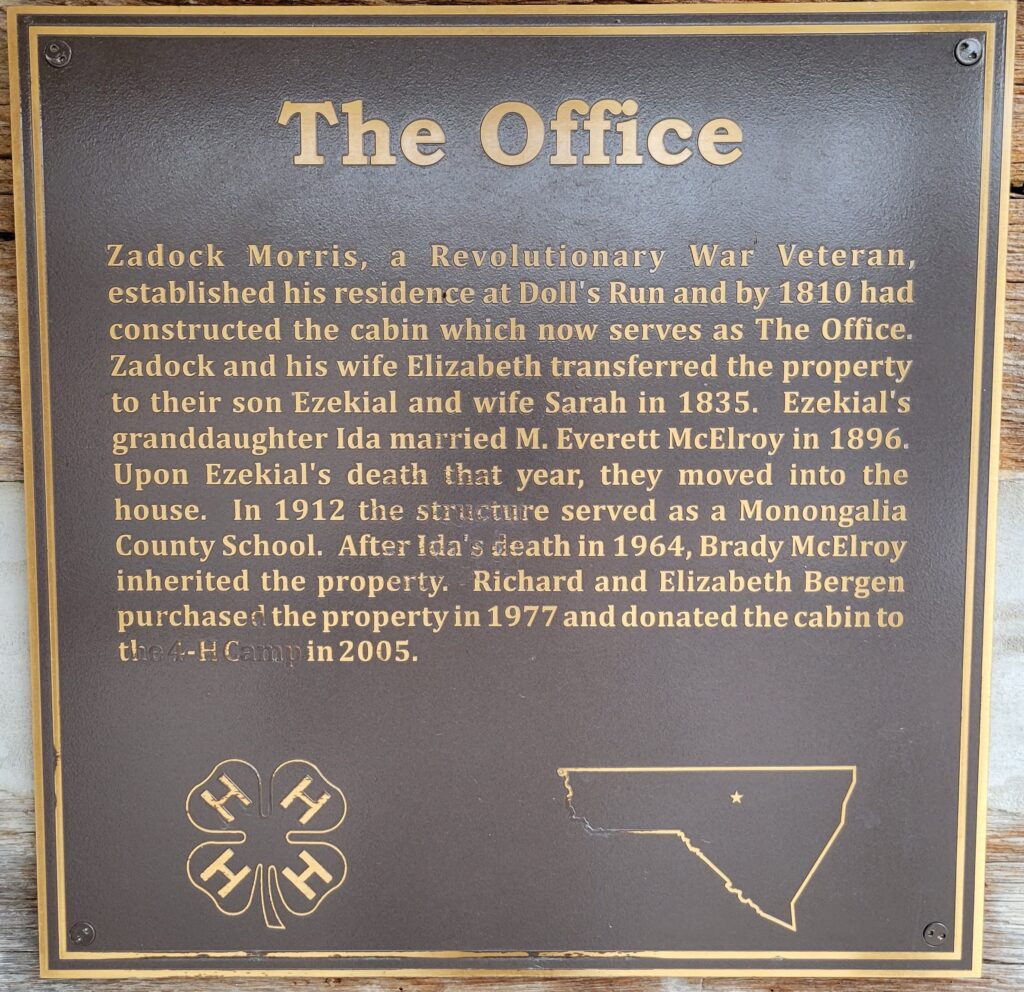 The Office
Zadock Morris, a Revolutionary War Veteran,
established his residence at Doll's Run and by 1810 had
constructed the cabin which now serves as The Office.
Zadock and his wife Elizabeth transferred the property
to their son Ezekial and wife Sarah in 1835. Ezekial's
granddaughter Ida married M. Everett McElroy in 1896.
Upon Ezekial's death that year, they moved into the
house. In 1912 the structure served as a Monongalia
County School. After Ida's death in 1964, Brady McElroy
inherited the property. Richard and Elizabeth Bergen
purchased the property in 1977 and donated the cabin to
the 4-H Camp in 2005.
H H
H H